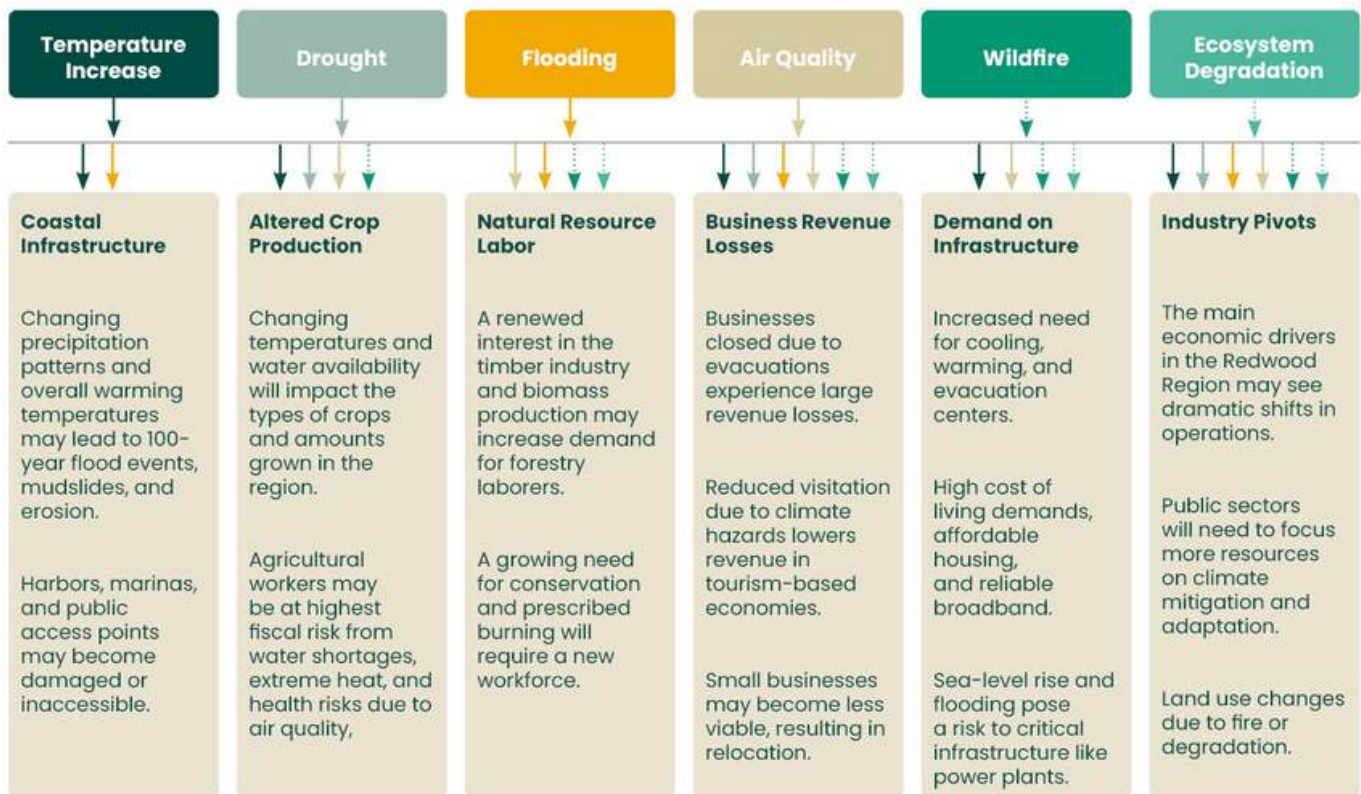 Temperature
Increase
Drought
Flooding
Air Quality
Wildfire
Ecosystem
Degradation
Coastal
Infrastructure
Changing
precipitation
patterns and
overall warming
temperatures
may lead to 100-
year flood events,
mudslides, and
erosion.
Harbors, marinas,
and public
access points
may become
damaged or
inaccessible.
Altered Crop
Production
Changing
temperatures and
water availability
will impact the
types of crops
and amounts
grown in the
region.
Agricultural
workers may
be at highest
fiscal risk from
water shortages,
extreme heat, and
health risks due to
air quality,
Natural Resource
Labor
A renewed
interest in the
timber industry
and biomass
production may
increase demand
for forestry
laborers.
A growing need
for conservation
and prescribed
burning will
require a new
workforce.
Business Revenue
Losses
Businesses
closed due to
evacuations
experience large
revenue losses.
Reduced visitation
due to climate
hazards lowers
revenue in
tourism-based
economies.
Small businesses
may become less
viable, resulting in
relocation.
Demand on
Infrastructure
Increased need
for cooling,
warming, and
evacuation
centers.
High cost of
living demands,
affordable
housing,
and reliable
broadband.
Sea-level rise and
flooding pose
a risk to critical
infrastructure like
power plants.
Industry Pivots
The main
economic drivers
in the Redwood
Region may see
dramatic shifts in
operations.
Public sectors
will need to focus
more resources
on climate
mitigation and
adaptation.
Land use changes
due to fire or
degradation.